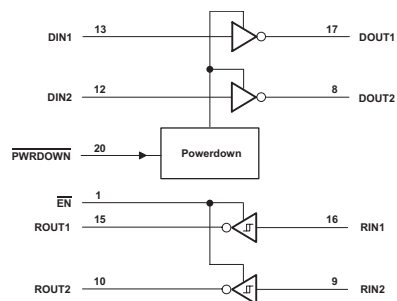 DIN1 13 17 DOUT1
DIN2 12 8 DOUT2
PWRDOWN 20 Powerdown
EN 1
ROUT1 15 16 RIN1
ROUT2 10 9 RIN2